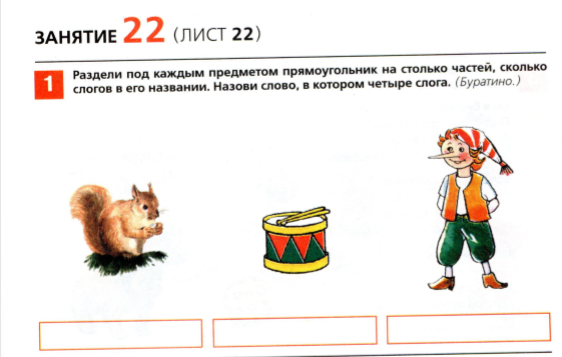 ЗАНЯТИЕ 22 (ЛИСТ 22)
1
Раздели под каждым предметом прямоугольник на столько частей, сколько
слогов в его названии. Назови слово, в котором четыре слога. (Буратино.)